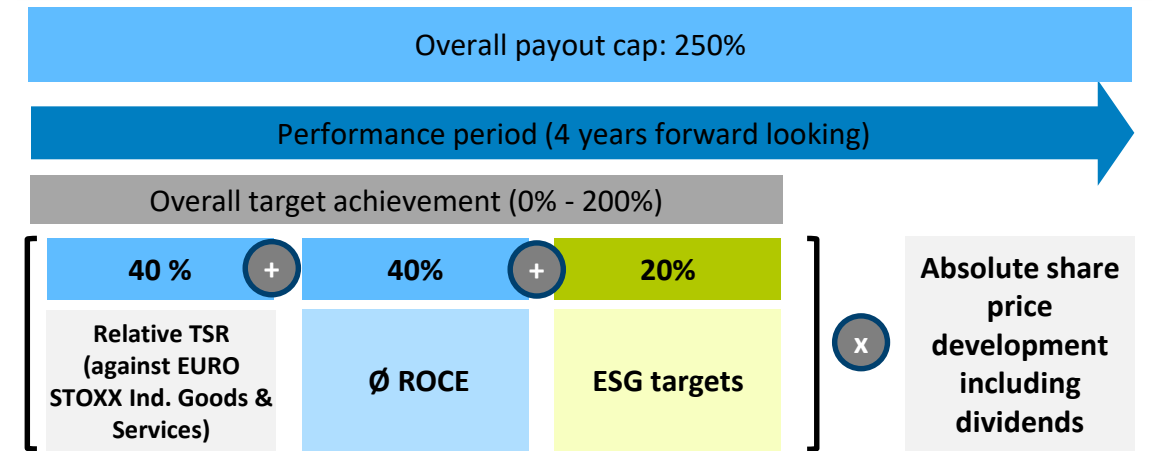 Overall payout cap: 250%
Performance period (4 years forward looking)
Overall target achievement (0% - 200%)
40 %
+
40%
+
20%
Relative TSR
(against EURO
STOXX Ind. Goods &
Services)
Ø ROCE
ESG targets
x
Absolute share
price
development
including
dividends